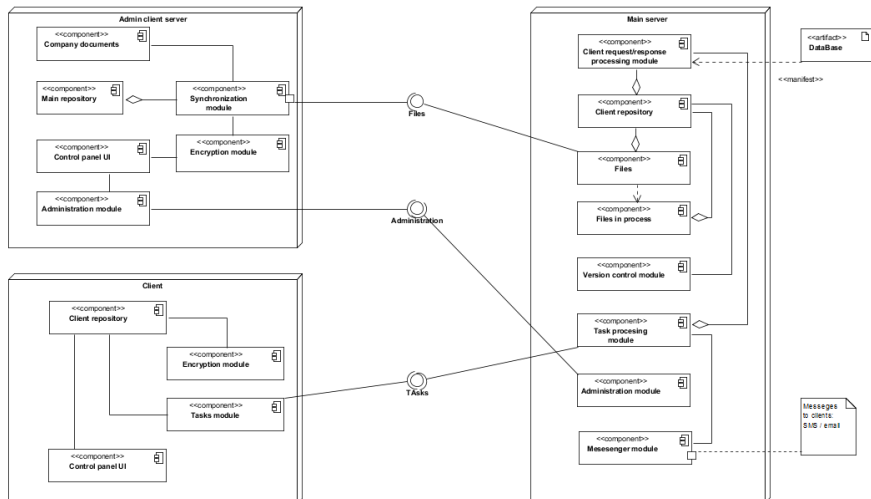 Admin client server
<<component>>
Company documents
<<component>>
Main repository
<<component>>
Synchronization
module
<<component>>
Control panel UI
<<component>>
Encryption module
<<component>>
Administration module
Client
<<component>>
Client repository
<<component>>
Encryption module
<<component>>
Tasks module
<<component>>
Control panel UI
Files
Administration
TAsks
Main server
<<component>>
Client request/response
processing module
<<component>>
Client repository
<<component>>
Files
<<component>>
Files in process
<<component>>
Version control module
<<component>>
Task procesing
module
<<component>>
Administration module
<<component>>
Mesesenger module
<<artifact>>
DataBase
<<manifest>>
Messeges
to clients:
SMS / email